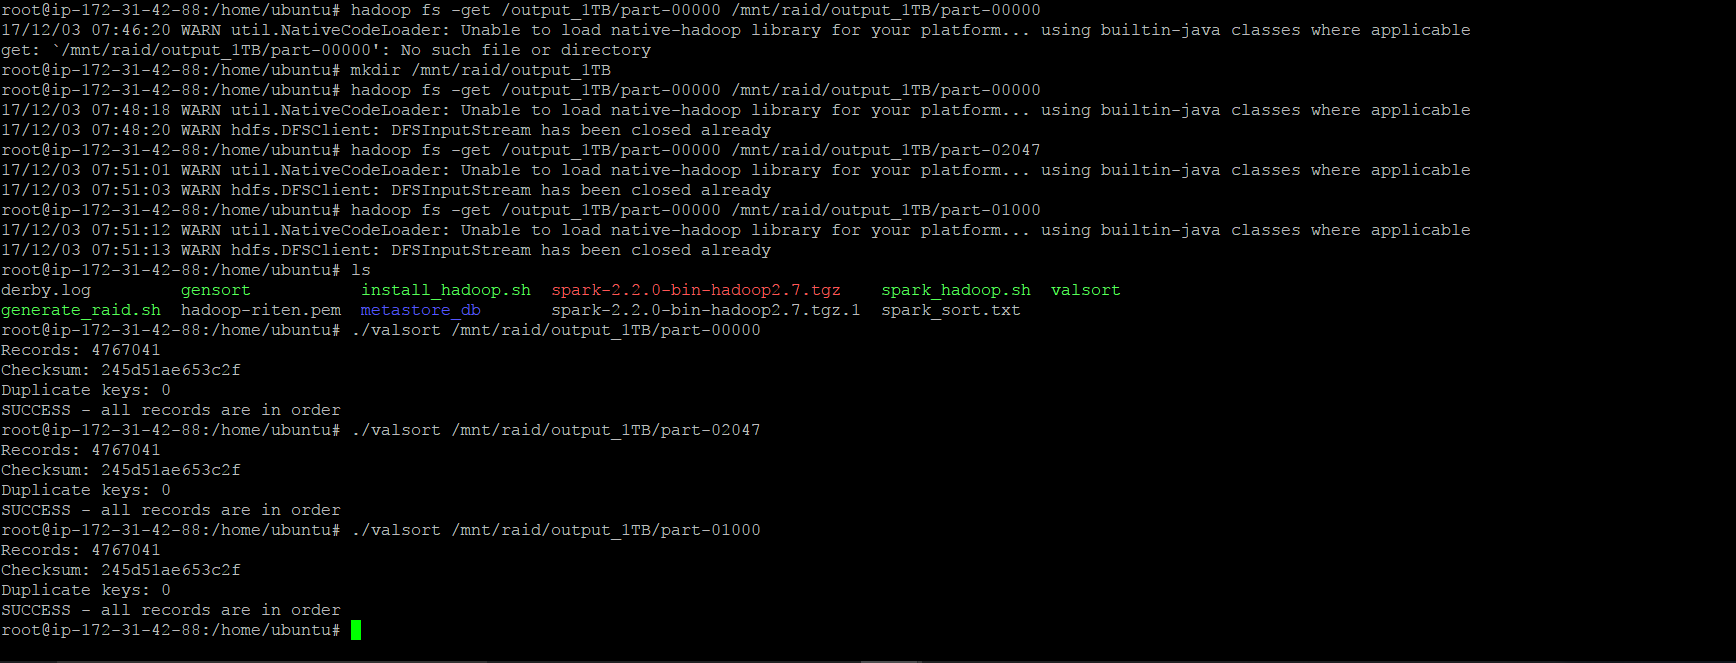 root@ip-172-31-42-88:/home/ubuntu# hadoop fs -get /output_1TB/part-00000 /mnt/raid/output_1TB/part-00000
17/12/03 07:46:20 WARN util.NativeCodeLoader: Unable to load native-hadoop library for your platform... using builtin-java classes where applicable
get: `/mnt/raid/output_1TB/part-00000': No such file or directory
root@ip-172-31-42-88:/home/ubuntu# mkdir /mnt/raid/output_1TB
root@ip-172-31-42-88:/home/ubuntu# hadoop fs -get /output_1TB/part-00000 /mnt/raid/output_1TB/part-00000
17/12/03 07:48:18 WARN util.NativeCodeLoader: Unable to load native-hadoop library for your platform... using builtin-java classes where applicable
17/12/03 07:48:20 WARN hdfs.DFSClient: DFSInputStream has been closed already
root@ip-172-31-42-88:/home/ubuntu# hadoop fs -get /output_1TB/part-00000 /mnt/raid/output_1TB/part-02047
17/12/03 07:51:01 WARN util.NativeCodeLoader: Unable to load native-hadoop library for your platform... using builtin-java classes where applicable
17/12/03 07:51:03 WARN hdfs.DFSClient: DFSInputStream has been closed already
root@ip-172-31-42-88:/home/ubuntu# hadoop fs -get /output_1TB/part-00000 /mnt/raid/output_1TB/part-01000
17/12/03 07:51:12 WARN util.NativeCodeLoader: Unable to load native-hadoop library for your platform... using builtin-java classes where applicable
17/12/03 07:51:13 WARN hdfs.DFSClient: DFSInputStream has been closed already
root@ip-172-31-42-88:/home/ubuntu# ls
derby.log gensort install_hadoop.sh spark-2.2.0-bin-hadoop2.7.tgz spark_hadoop.sh valsort
generate_raid.sh hadoop-riten.pem metastore_db spark-2.2.0-bin-hadoop2.7.tgz.1 spark_sort.txt
root@ip-172-31-42-88:/home/ubuntu# ./valsort /mnt/raid/output_1TB/part-00000
Records: 4767041
Checksum: 245d51ae653c2f
Duplicate keys: 0
SUCCESS - all records are in order
root@ip-172-31-42-88:/home/ubuntu# ./valsort /mnt/raid/output_1TB/part-02047
Records: 4767041
Checksum: 245d51ae653c2f
Duplicate keys: 0
SUCCESS - all records are in order
root@ip-172-31-42-88:/home/ubuntu# ./valsort /mnt/raid/output_1TB/part-01000
Records: 4767041
Checksum: 245d51ae653c2f
Duplicate keys: 0
SUCCESS - all records are in order
root@ip-172-31-42-88:/home/ubuntu#